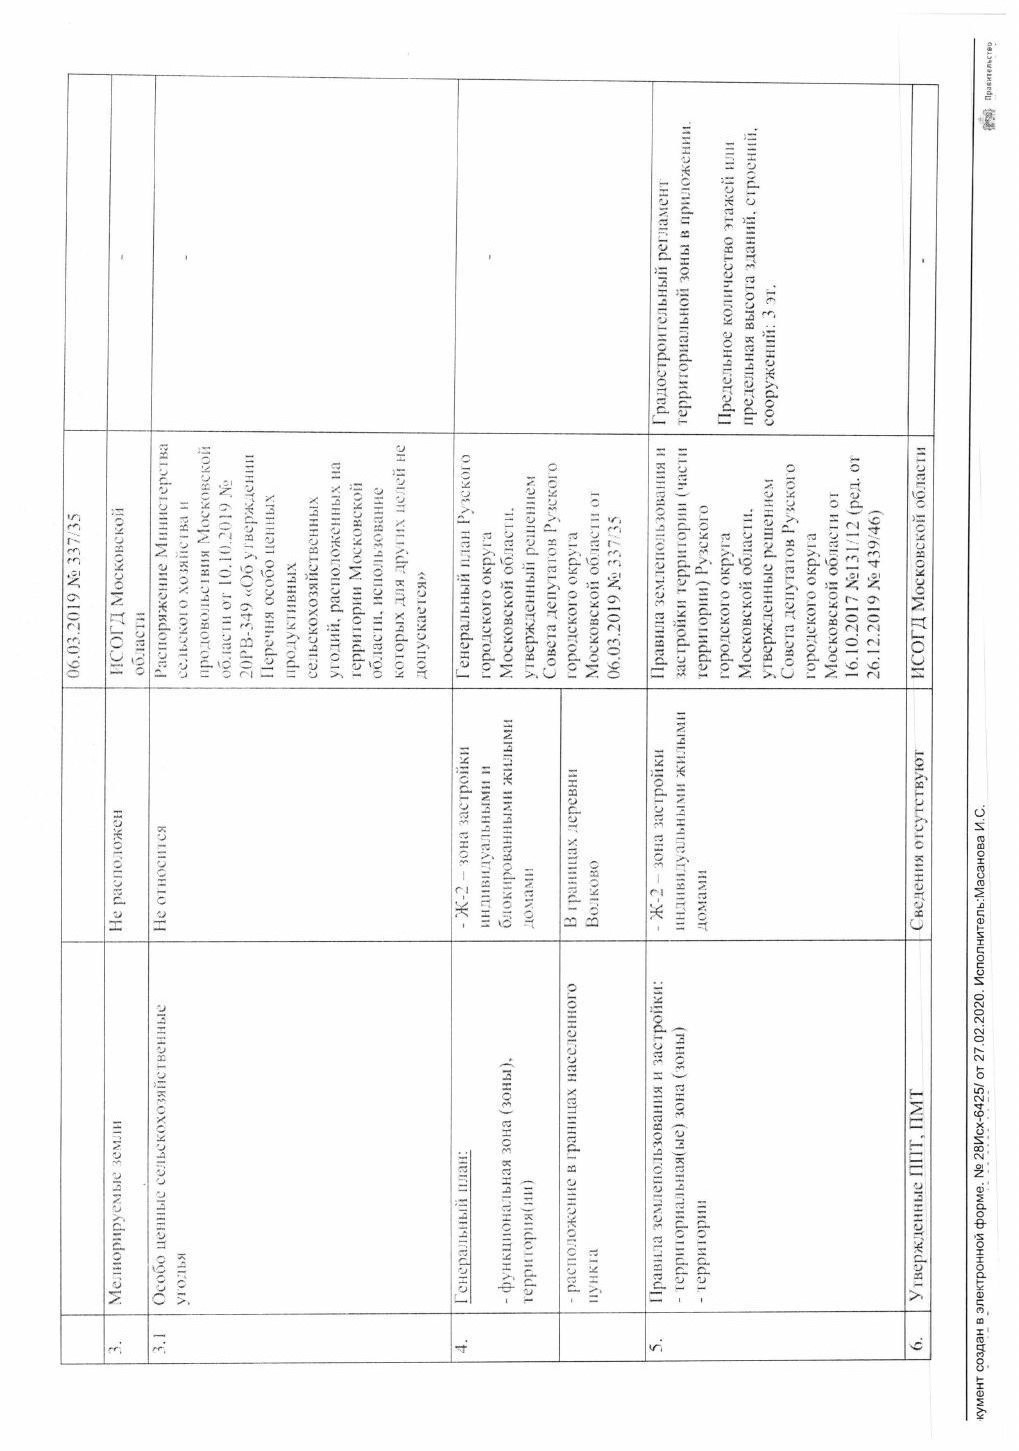 06.03.2019 № 337/35
3.
Мелиорируемые земли
Не расположен
ИСОГД Московской
области
-
3.1
Особо ценные сельскохозяйственные
угодья
Не относится
Распоряжение Министерства
сельского хозяйства и
продовольствия Московской
области от 10.10.2019 №
20РВ-349 «Об утверждении
Перечня особо ценных
продуктивных
сельскохозяйственных
угодий, расположенных на
территории Московской
области, использование
которых для других целей не
допускается»
-
4.
Генеральный план:
- функциональная зона (зоны),
территория(ии)
- Ж-2 – зона застройки
индивидуальными и
блокированными жилыми
домами
Генеральный план Рузского
городского округа
Московской области,
утвержденный решением
Совета депутатов Рузского
городского округа
Московской области от
06.03.2019 № 337/35
-
- расположение в границах населенного
пункта
В границах деревни
Волково
5.
Правила землепользования и застройки:
- территориальная(ые) зона (зоны)
- территории
- Ж-2 – зона застройки
индивидуальными жилыми
домами
Правила землепользования и
застройки территории (части
территории) Рузского
городского округа
Московской области,
утвержденные решением
Совета депутатов Рузского
городского округа
Московской области от
16.10.2017 №131/12 (ред. от
26.12.2019 № 439/46)
Градостроительный регламент
территориальной зоны в приложении.
Предельное количество этажей или
предельная высота зданий, строений,
сооружений: 3 эт.
6.
Утвержденные ППТ, ПМТ
Сведения отсутствуют
ИСОГД Московской области
-
кумент создан в электронной форме. № 28Исх-6425/ от 27.02.2020. Исполнитель:Масанова И.С.
Правительство